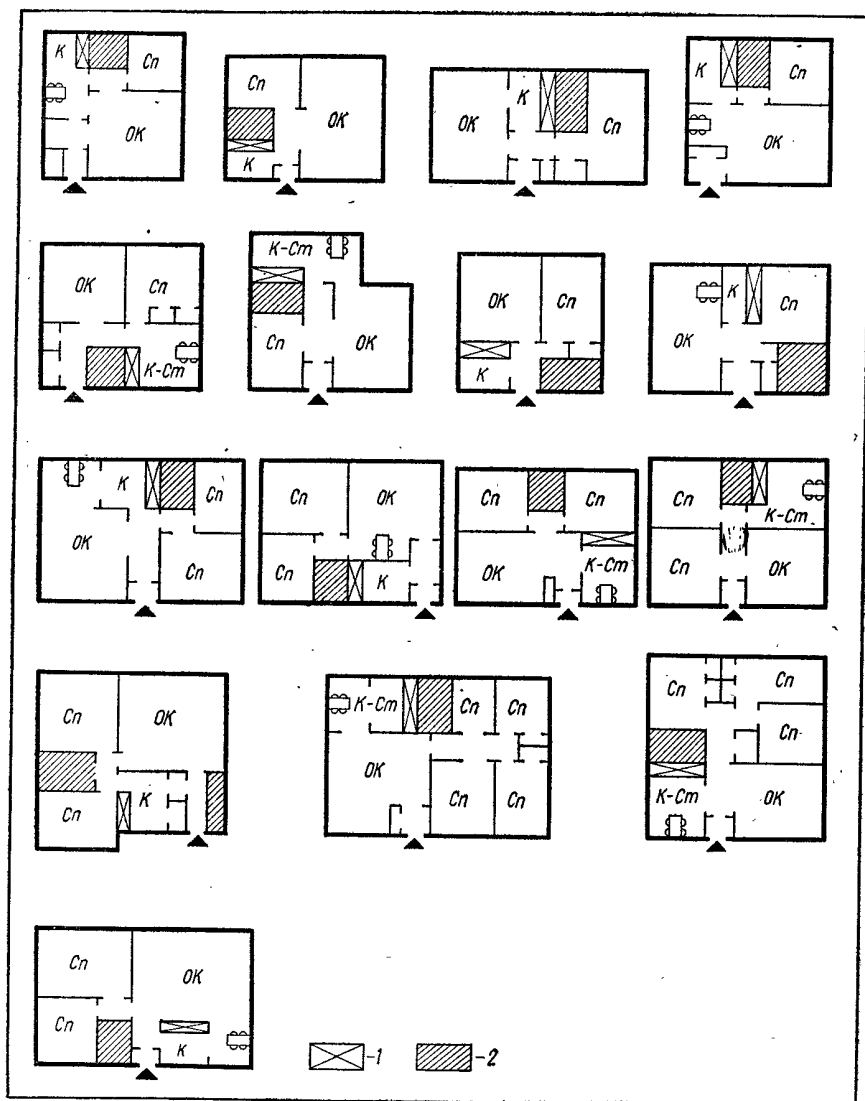 К Сп ОК
Сп ОК К
ОК К Сп
К Сп ОК
ОК Сп К-Ст
К-Ст Сп ОК
ОК Сп К
К Сп ОК
К Сп ОК Сп
Сп ОК Сп К
Сп Сп ОК К-Ст
Сп К-Ст Сп ОК
Сп ОК К Сп
К-Ст Сп Сп ОК Сп Сп
Сп Сп Сп К-Ст ОК
Сп ОК Сп К
-1 -2